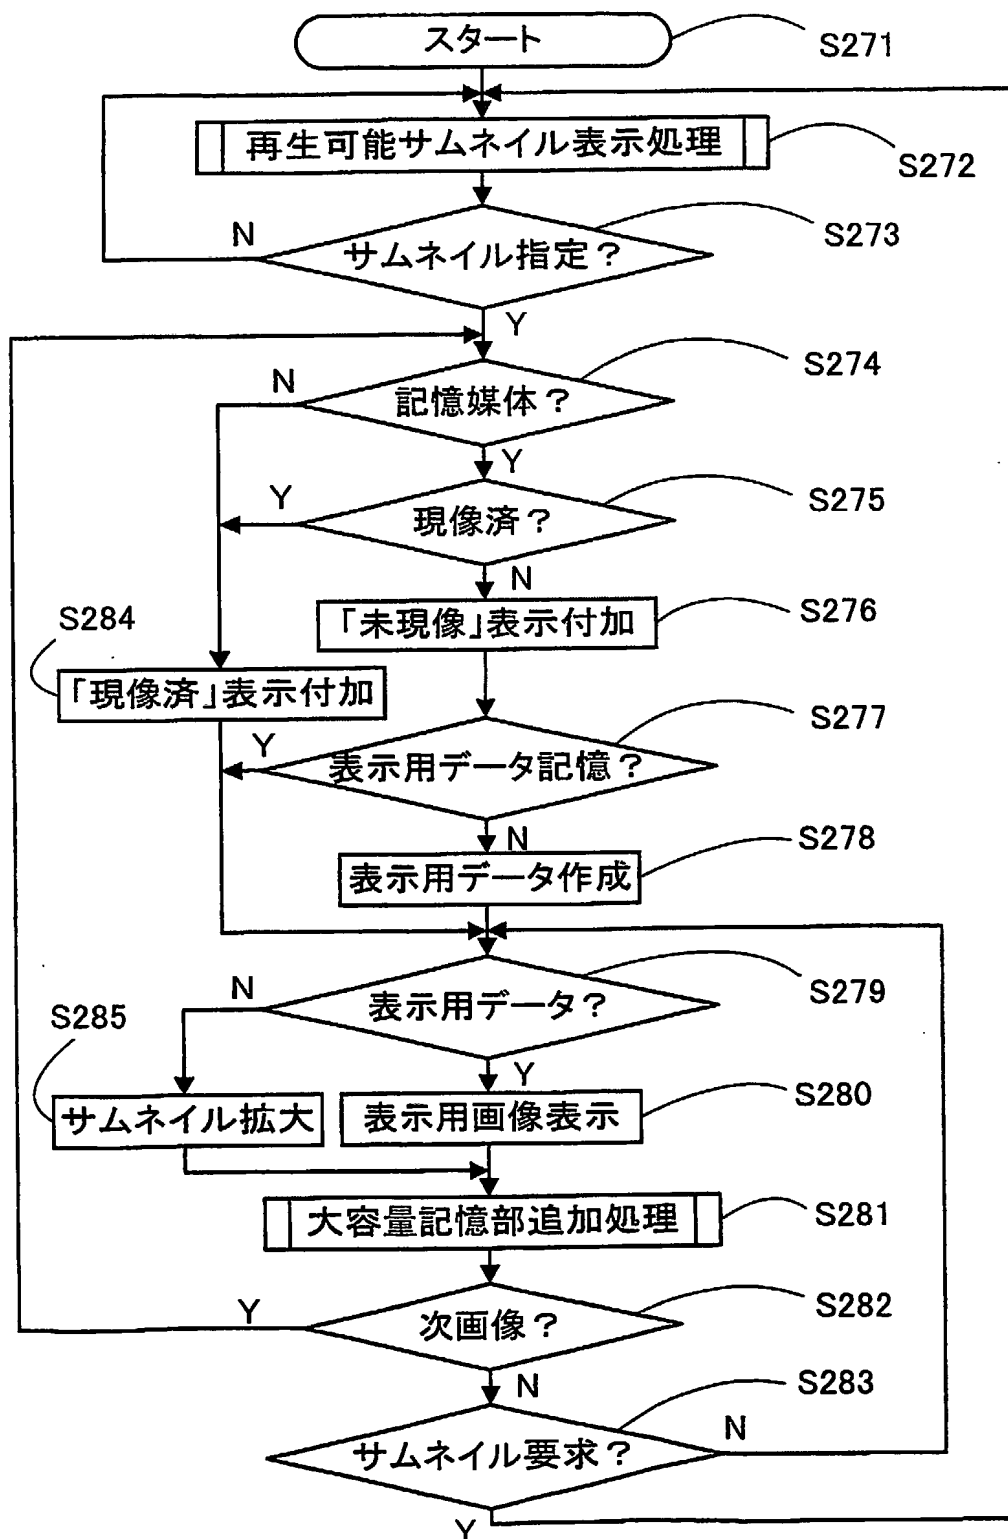 スタート
S271
再生可能サムネイル表示処理
S272
サムネイル指定?
S273
N
Y
記憶媒体?
S274
N
Y
現像済?
S275
Y
N
「未現像」表示付加
S276
S284
「現像済」表示付加
表示用データ記憶?
S277
Y
N
表示用データ作成
S278
表示用データ?
S279
N
Y
S285
サムネイル拡大
表示用画像表示
S280
大容量記憶部追加処理
S281
次画像?
S282
Y
N
サムネイル要求?
S283
N
Y